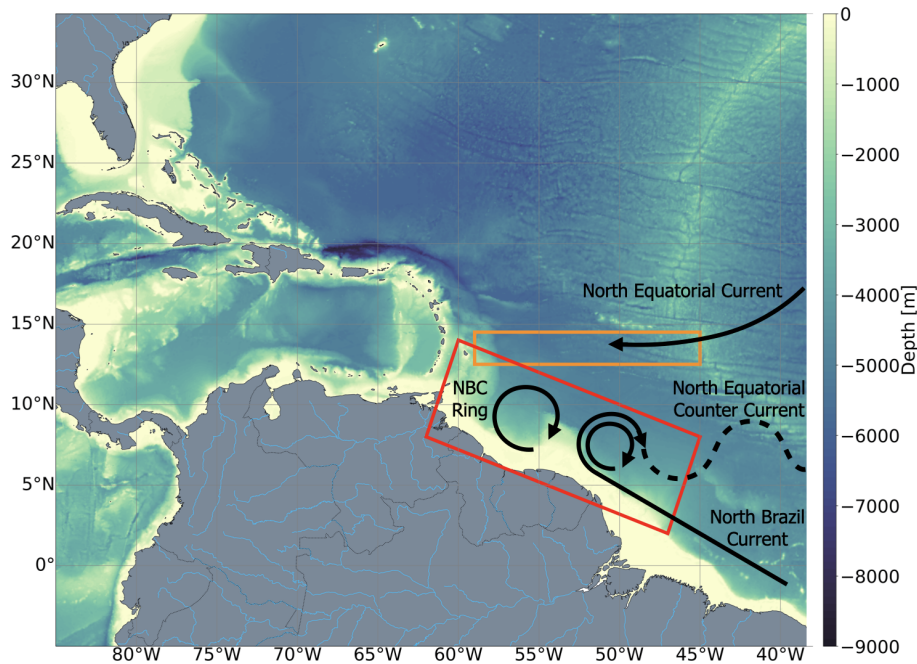 30°N
25°N
20°N
15°N
10°N
5°N
0°
80°W
75°W
70°W
65°W
60°W
55°W
50°W
45°W
40°W
North Equatorial Current
NBC
Ring
North Equatorial
Counter Current
North Brazil
Current
0
−1000
−2000
−3000
−4000
−5000
−6000
−7000
−8000
−9000
Depth [m]